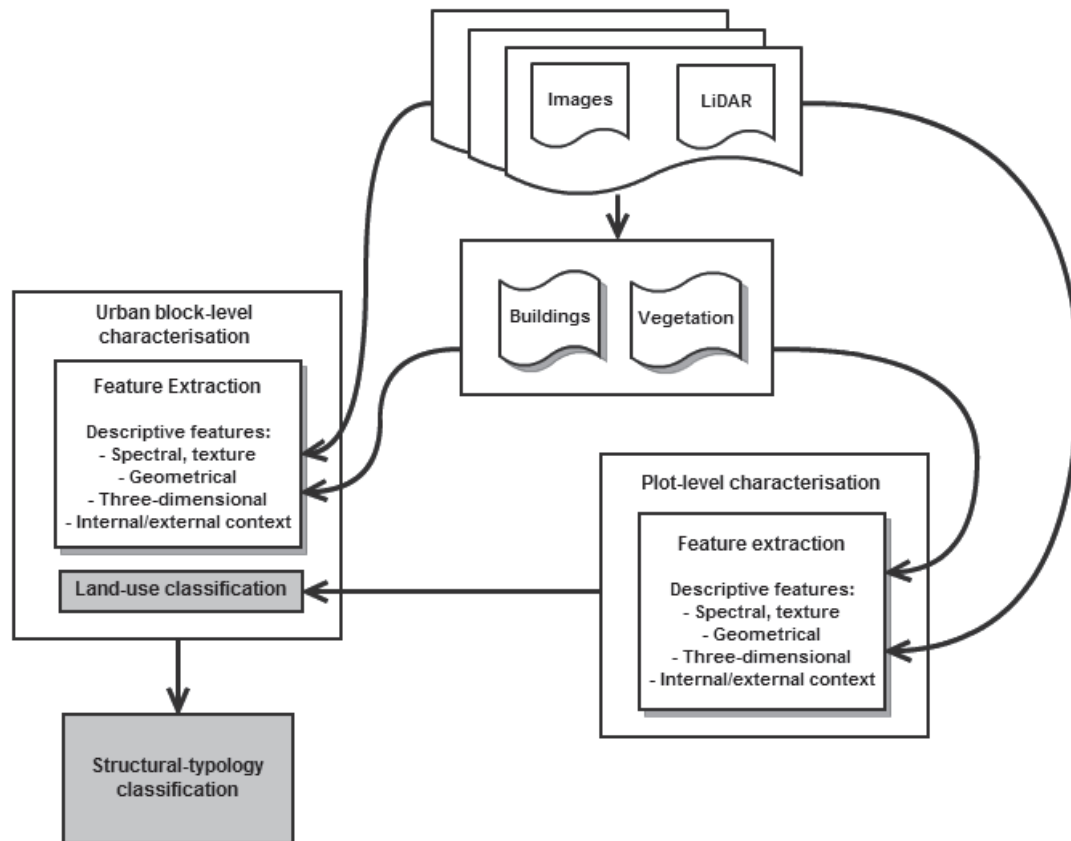 Images
LiDAR
Buildings
Vegetation
Urban block-level
characterisation
Feature Extraction
Descriptive features:
- Spectral, texture
- Geometrical
- Three-dimensional
- Internal/external context
Land-use classification
Plot-level characterisation
Feature extraction
Descriptive features:
- Spectral, texture
- Geometrical
- Three-dimensional
- Internal/external context
Structural-typology
classification